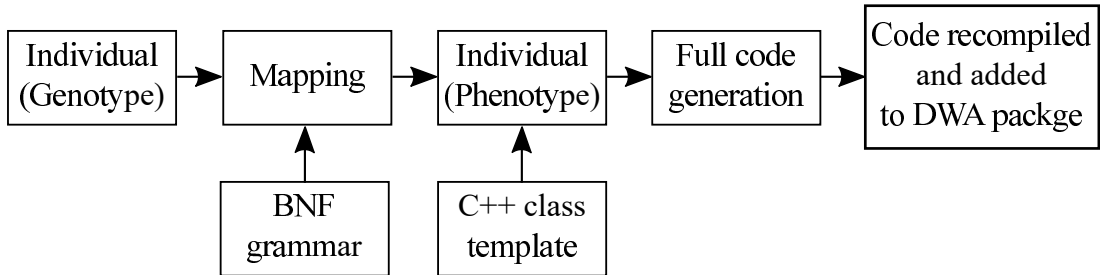 Individual
(Genotype)
Mapping
Individual
(Phenotype)
Full code
generation
Code recompiled
and added
to DWA packge
BNF
grammar
C++ class
template